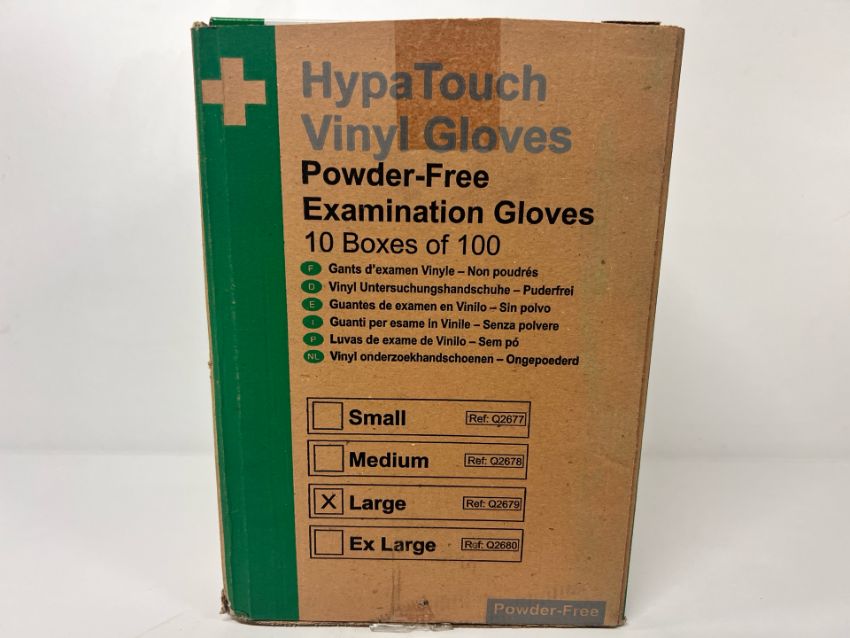 HypaTouch
Vinyl Gloves
Powder-Free
Examination Gloves
10 Boxes of 100
F Gants d'examen Vinyle – Non poudrés
D Vinyl Untersuchungshandschuhe – Puderfrei
E Guantes de examen en Vinilo – Sin polvo
I Guanti per esame in Vinile – Senza polvere
P Luvas de exame de Vinilo – Sem pó
NL Vinyl onderzoekhandschoenen – Ongepoederd
Small Ref: Q2677
Medium Ref: Q2678
X Large Ref: Q2679
Ex Large Ref: Q2680
Powder-Free